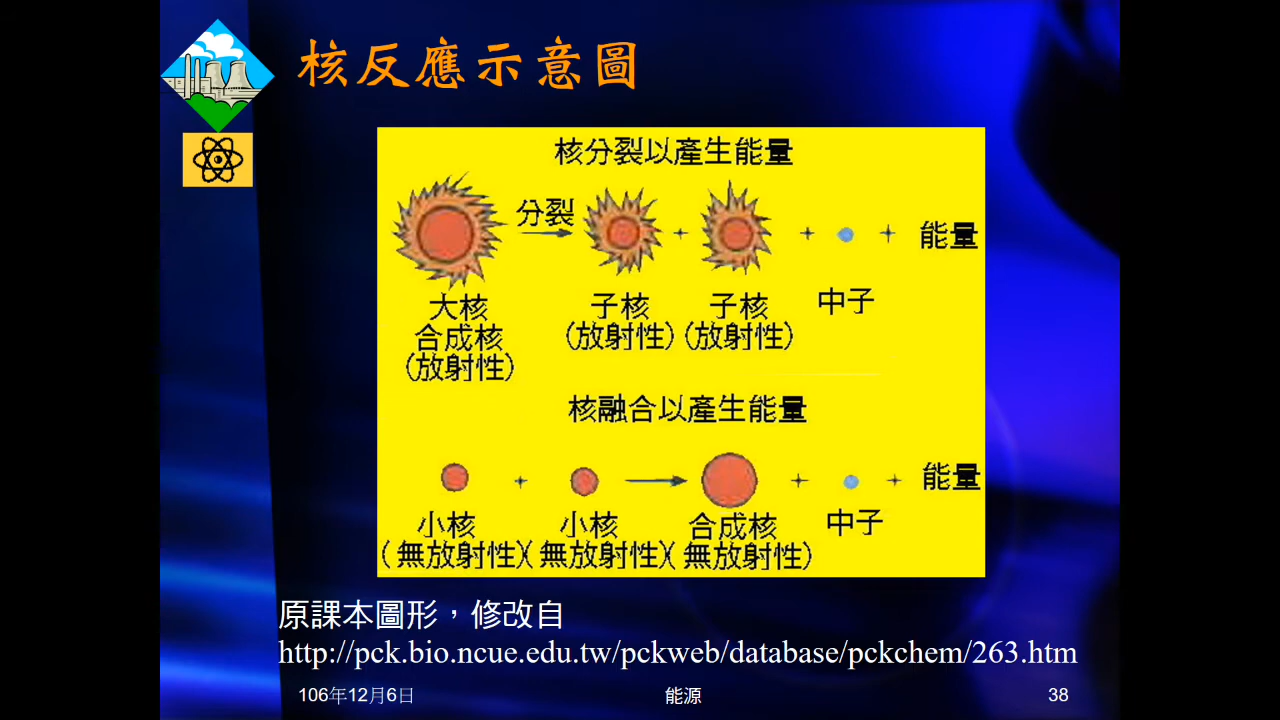 核反應示意圖
核分裂以產生能量
分裂
+ + + 能量
大核 子核 子核 中子
合成核 (放射性) (放射性)
(放射性)
核融合以產生能量
+ + + 能量
小核 小核 合成核 中子
(無放射性)(無放射性)(無放射性)
原課本圖形，修改自
http://pck.bio.ncue.edu.tw/pckweb/database/pckchem/263.htm
106年12月6日 能源 38